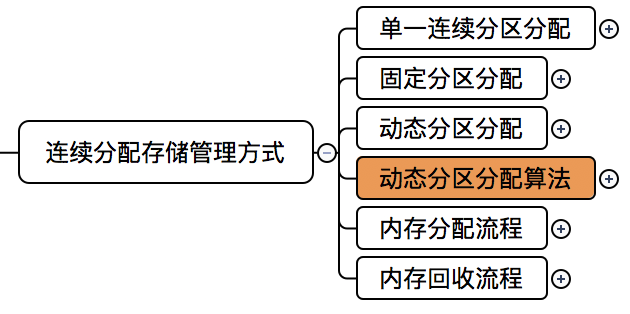 单一连续分区分配
固定分区分配
动态分区分配
连续分配存储管理方式
动态分区分配算法
内存分配流程
内存回收流程